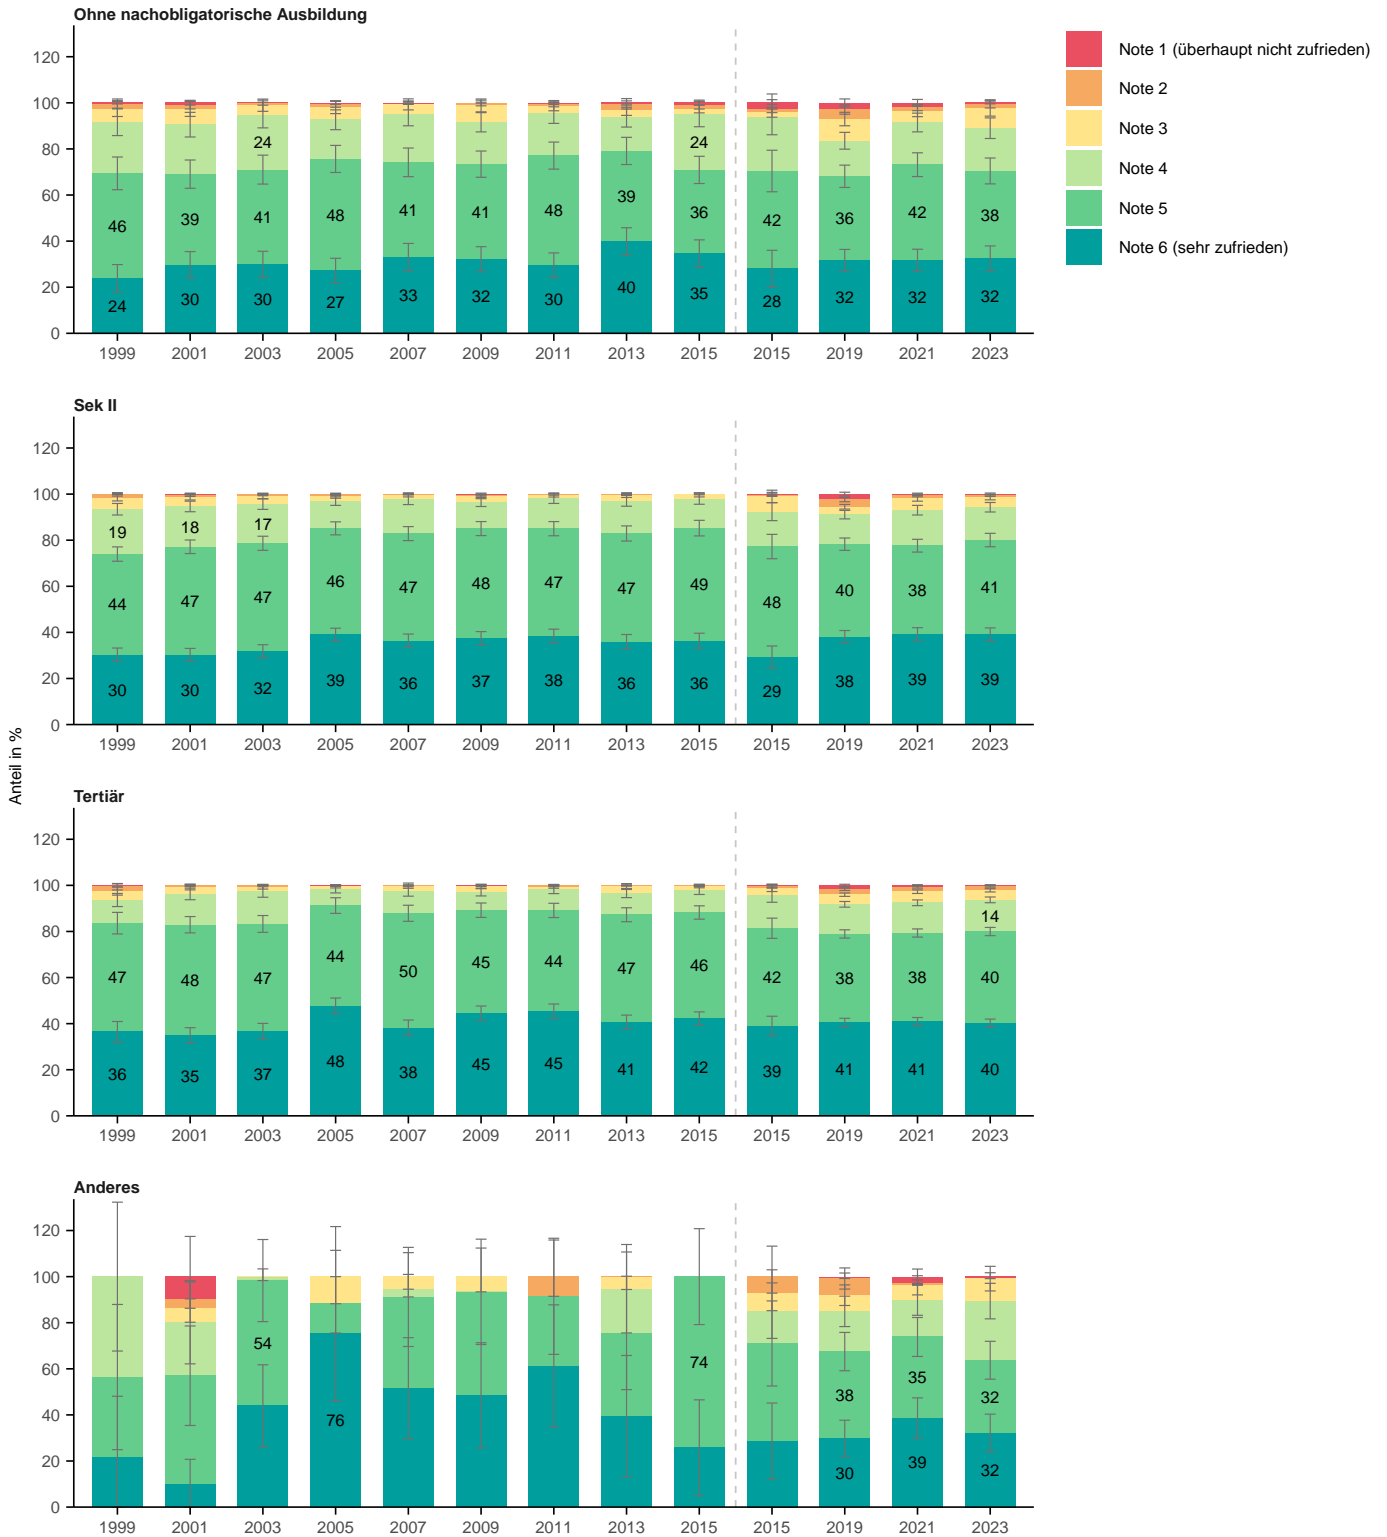 Ohne nachobligatorische Ausbildung
120
100
80
60
40
20
0
24 24
46 39 41 48 41 41 48 39 36 42 36 42 38
24 30 30 27 33 32 30 40 35 28 32 32 32
1999 2001 2003 2005 2007 2009 2011 2013 2015 2015 2019 2021 2023
Note 1 (überhaupt nicht zufrieden)
Note 2
Note 3
Note 4
Note 5
Note 6 (sehr zufrieden)
Sek II
120
100
80
60
40
20
0
19 18 17
44 47 47 46 47 48 47 47 49 48 40 38 41
30 30 32 39 36 37 38 36 36 29 38 39 39
1999 2001 2003 2005 2007 2009 2011 2013 2015 2015 2019 2021 2023
Anteil in %
Tertiär
120
100
80
60
40
20
0
14
47 48 47 44 50 45 44 47 46 42 38 38 40
36 35 37 48 38 45 45 41 42 39 41 41 40
1999 2001 2003 2005 2007 2009 2011 2013 2015 2015 2019 2021 2023
Anderes
120
100
80
60
40
20
0
54 74 38 35 32
76 30 39 32
1999 2001 2003 2005 2007 2009 2011 2013 2015 2015 2019 2021 2023